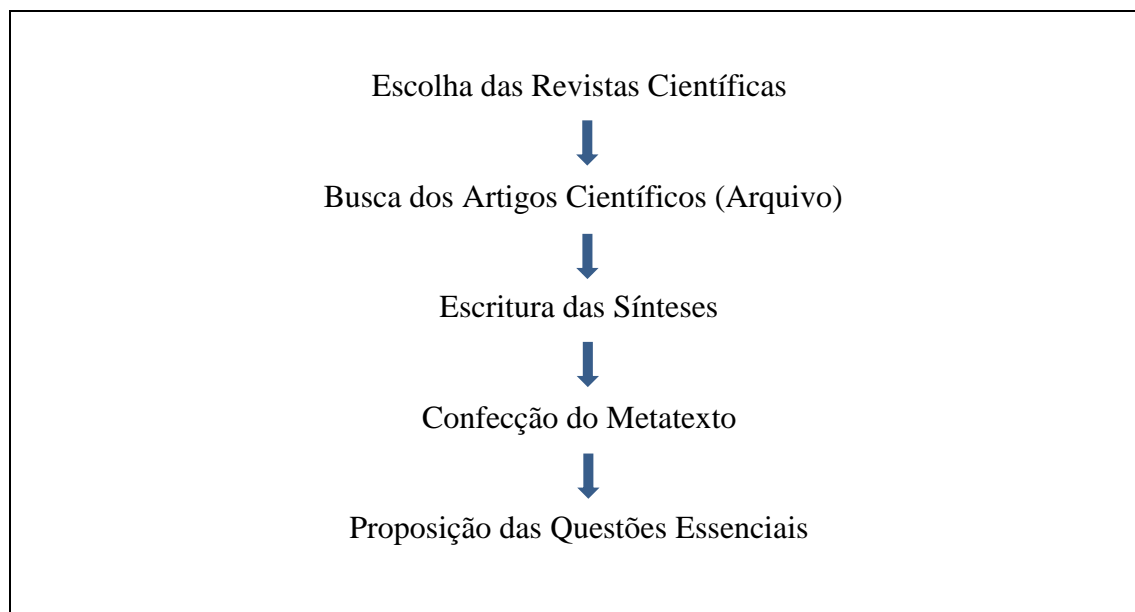 Escolha das Revistas Científicas
Busca dos Artigos Científicos (Arquivo)
Escritura das Sínteses
Confecção do Metatexto
Proposição das Questões Essenciais